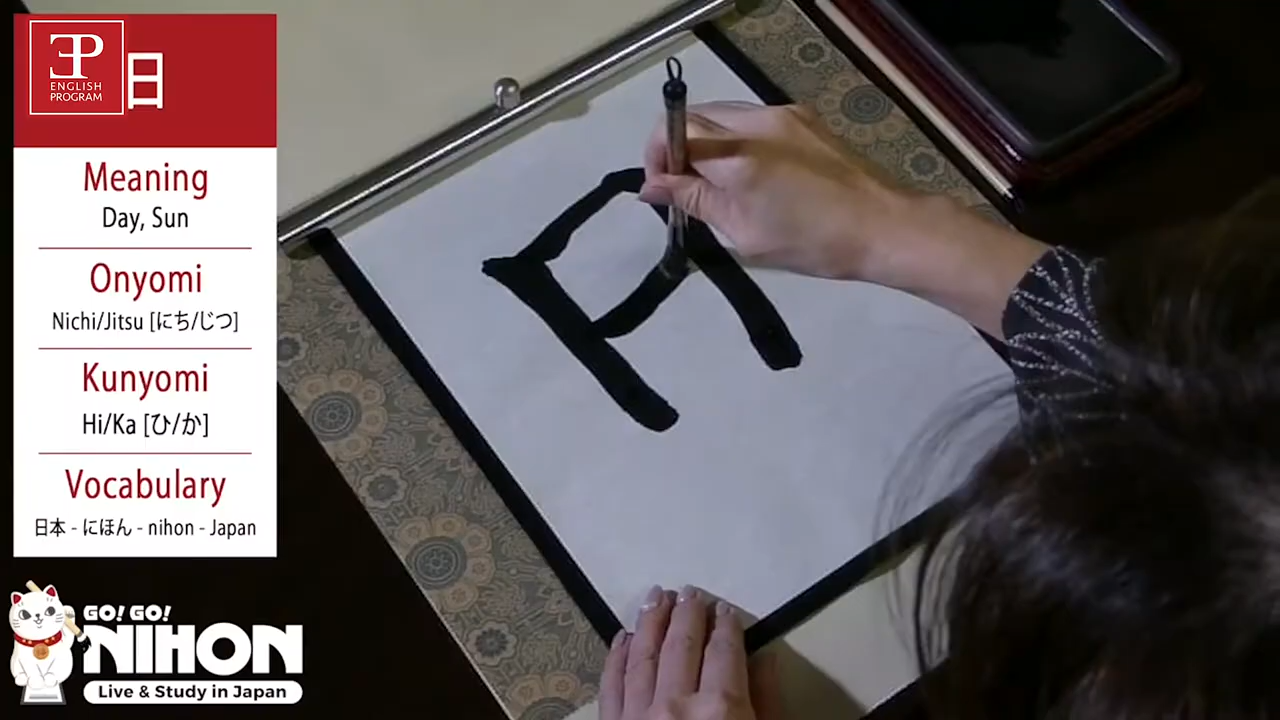 EP
ENGLISH
PROGRAM
日
Meaning
Day, Sun
Onyomi
Nichi/Jitsu [にち/じつ]
Kunyomi
Hi/Ka [ひ/か]
Vocabulary
日本 - にほん - nihon - Japan
GO! GO!
NIHON
Live & Study in Japan